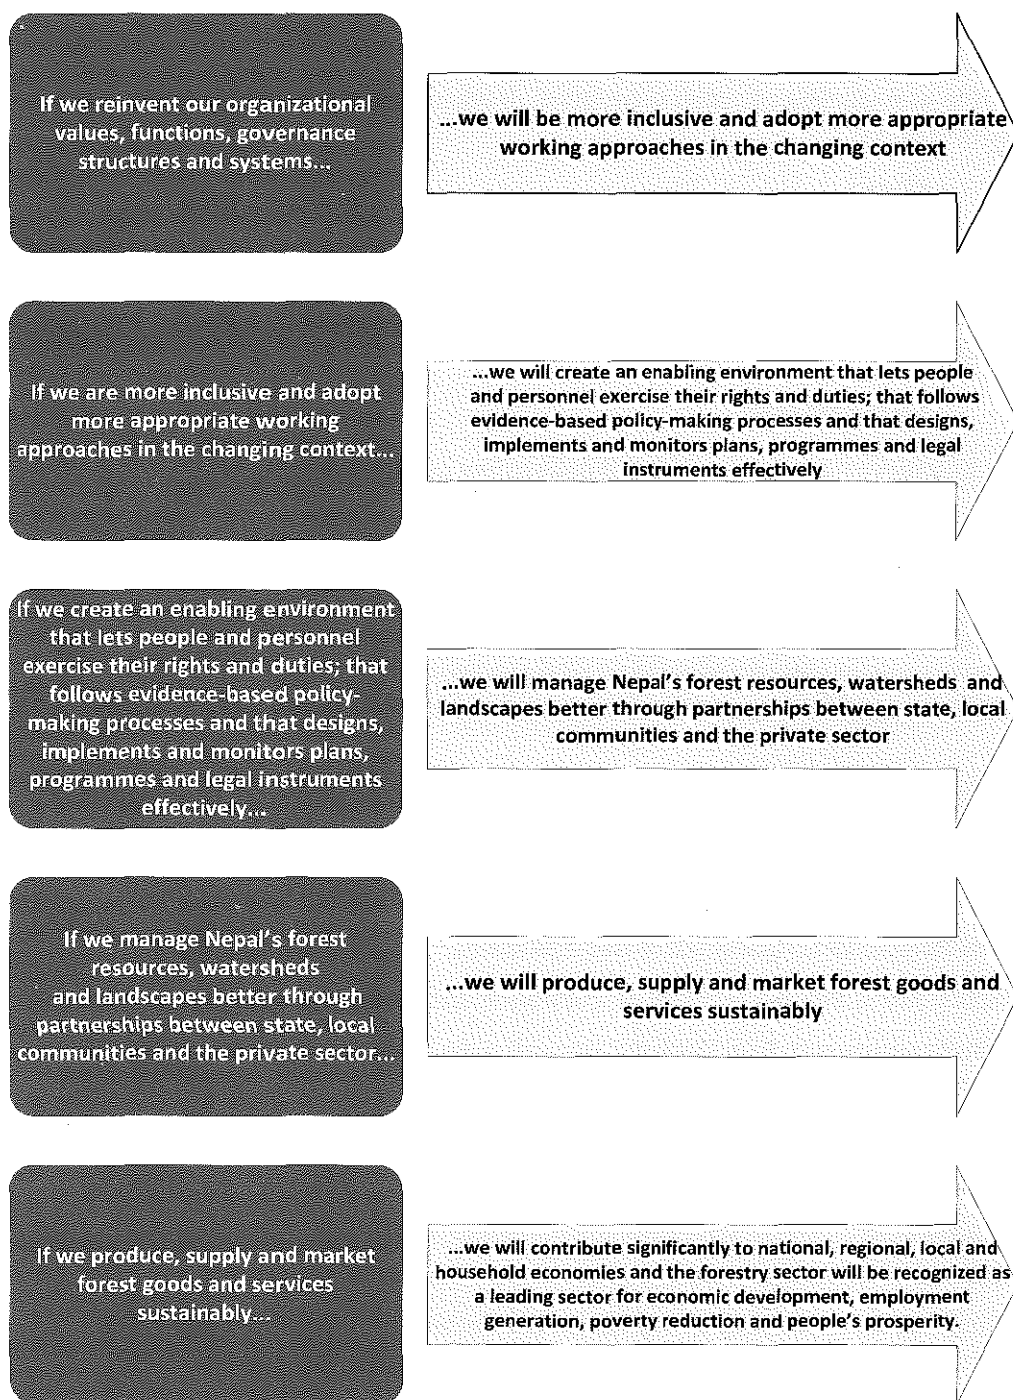 If we reinvent our organizational
values, functions, governance
structures and systems...
...we will be more inclusive and adopt more appropriate
working approaches in the changing context
If we are more inclusive and adopt
more appropriate working
approaches in the changing context...
...we will create an enabling environment that lets people
and personnel exercise their rights and duties; that follows
evidence-based policy-making processes and that designs,
implements and monitors plans, programmes and legal
instruments effectively
If we create an enabling environment
that lets people and personnel
exercise their rights and duties; that
follows evidence-based policy-
making processes and that designs,
implements and monitors plans,
programmes and legal instruments
effectively...
...we will manage Nepal's forest resources, watersheds and
landscapes better through partnerships between state, local
communities and the private sector
If we manage Nepal's forest
resources, watersheds
and landscapes better through
partnerships between state, local
communities and the private sector...
...we will produce, supply and market forest goods and
services sustainably
If we produce, supply and market
forest goods and services
sustainably...
...we will contribute significantly to national, regional, local and
household economies and the forestry sector will be recognized as
a leading sector for economic development, employment
generation, poverty reduction and people's prosperity.